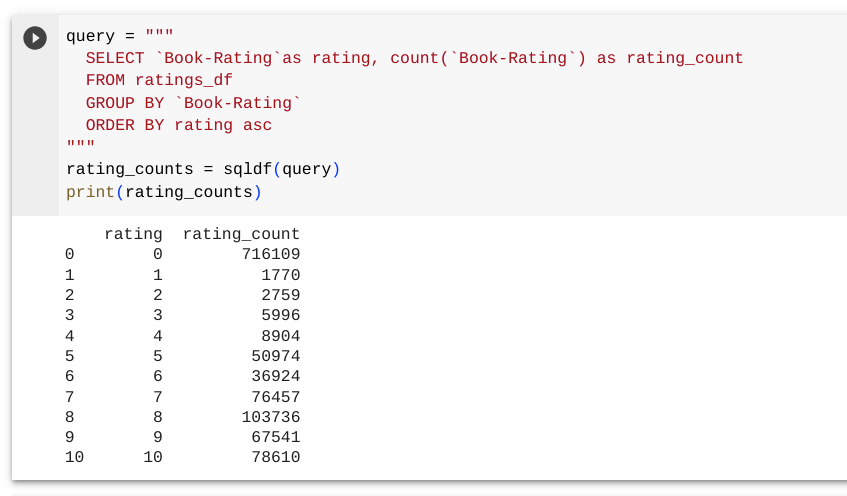 query = """
  SELECT `Book-Rating`as rating, count(`Book-Rating`) as rating_count
  FROM ratings_df
  GROUP BY `Book-Rating`
  ORDER BY rating asc
"""
rating_counts = sqldf(query)
print(rating_counts)
    rating  rating_count
0        0        716109
1        1          1770
2        2          2759
3        3          5996
4        4          8904
5        5         50974
6        6         36924
7        7         76457
8        8        103736
9        9         67541
10      10         78610